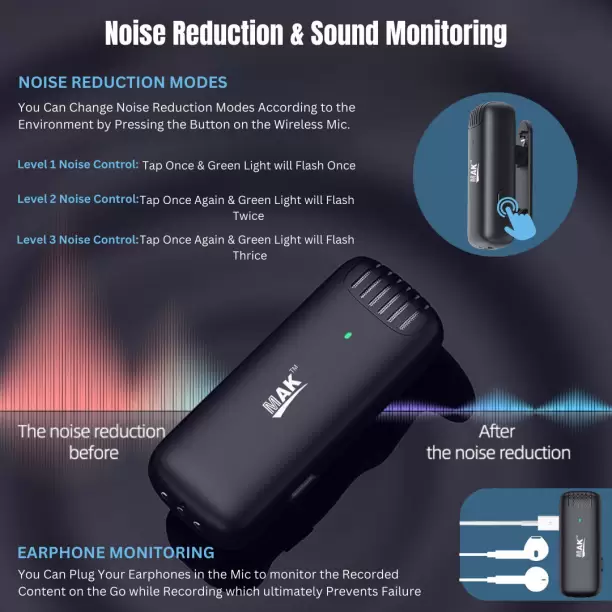 Noise Reduction & Sound Monitoring
NOISE REDUCTION MODES
You Can Change Noise Reduction Modes According to the
Environment by Pressing the Button on the Wireless Mic.
Level 1 Noise Control: Tap Once & Green Light will Flash Once
Level 2 Noise Control:Tap Once Again & Green Light will Flash
Twice
Level 3 Noise Control:Tap Once Again & Green Light will Flash
Thrice
MAK™
MAK™
The noise reduction
before
After
the noise reduction
MAK™
EARPHONE MONITORING
You Can Plug Your Earphones in the Mic to monitor the Recorded
Content on the Go while Recording which ultimately Prevents Failure